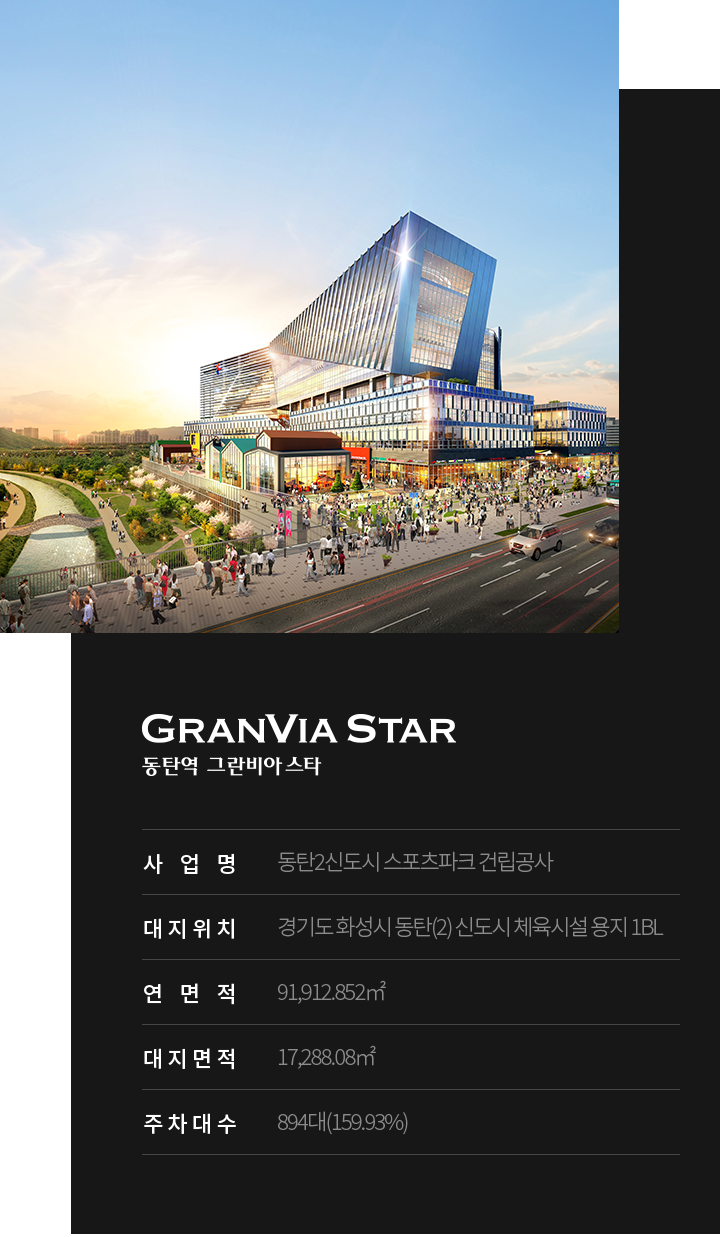 GRANVIA STAR
동탄역 그란비아스타
사 업 명 동탄2신도시 스포츠파크 건립공사
대지위치 경기도 화성시 동탄(2) 신도시 체육시설 용지 1BL
연 면 적 91,912.852㎡
대지면적 17,288.08㎡
주차대수 894대(159.93%)